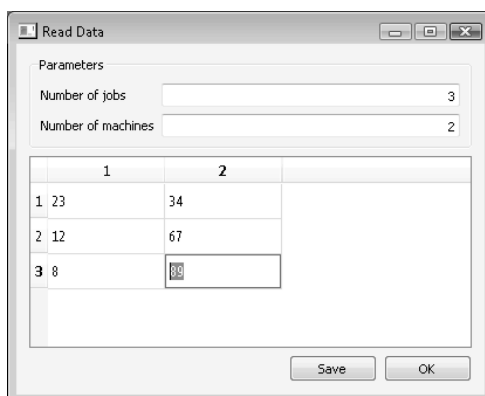 Read Data
Parameters
Number of jobs 3
Number of machines 2
1 2
1 23 34
2 12 67
3 8 89
Save OK